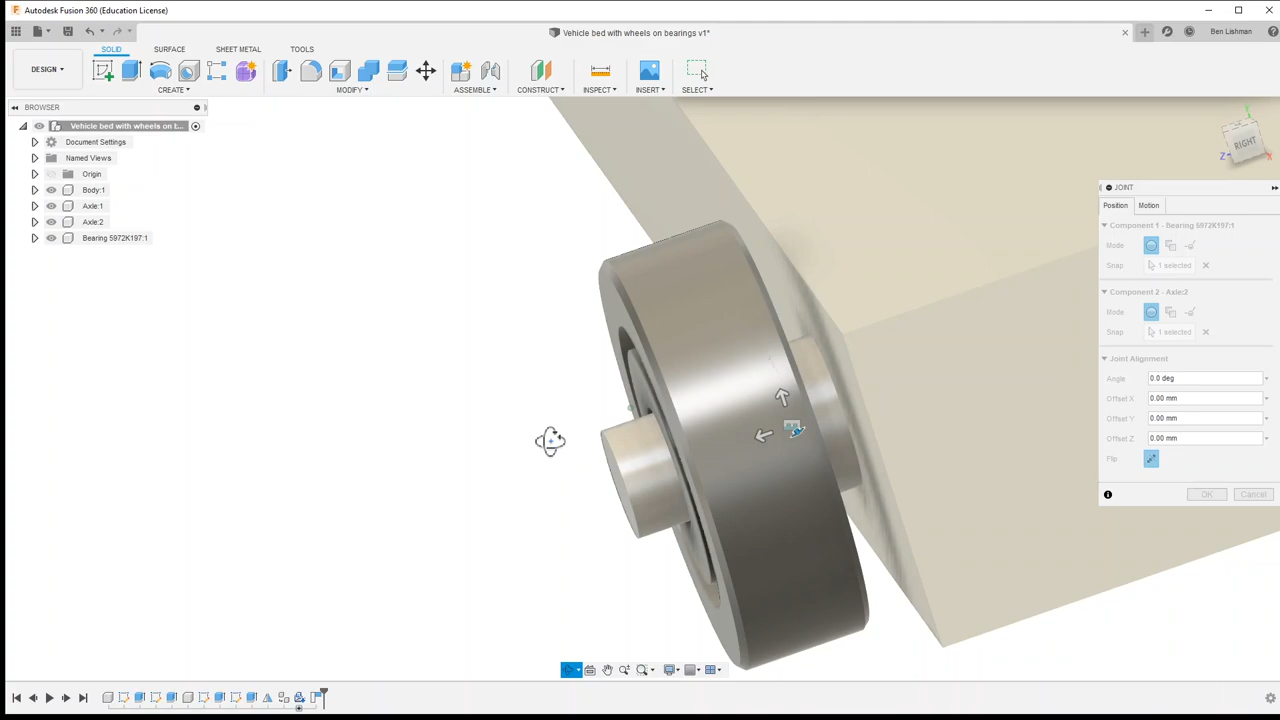 Autodesk Fusion 360 (Education License)
Vehicle bed with wheels on bearings v1*
Ben Lishman
SOLID SURFACE SHEET METAL TOOLS
DESIGN
CREATE MODIFY ASSEMBLE CONSTRUCT INSPECT INSERT SELECT
BROWSER
Vehicle bed with wheels on t...
Document Settings
Named Views
Origin
Body:1
Axle:1
Axle:2
Bearing 5972K197:1
Y
RIGHT
Z
X
JOINT
Position Motion
Component 1 - Bearing 5972K197:1
Mode
Snap 1 selected
Component 2 - Axle:2
Mode
Snap 1 selected
Joint Alignment
Angle 0.0 deg
Offset X 0.00 mm
Offset Y 0.00 mm
Offset Z 0.00 mm
Flip
OK Cancel